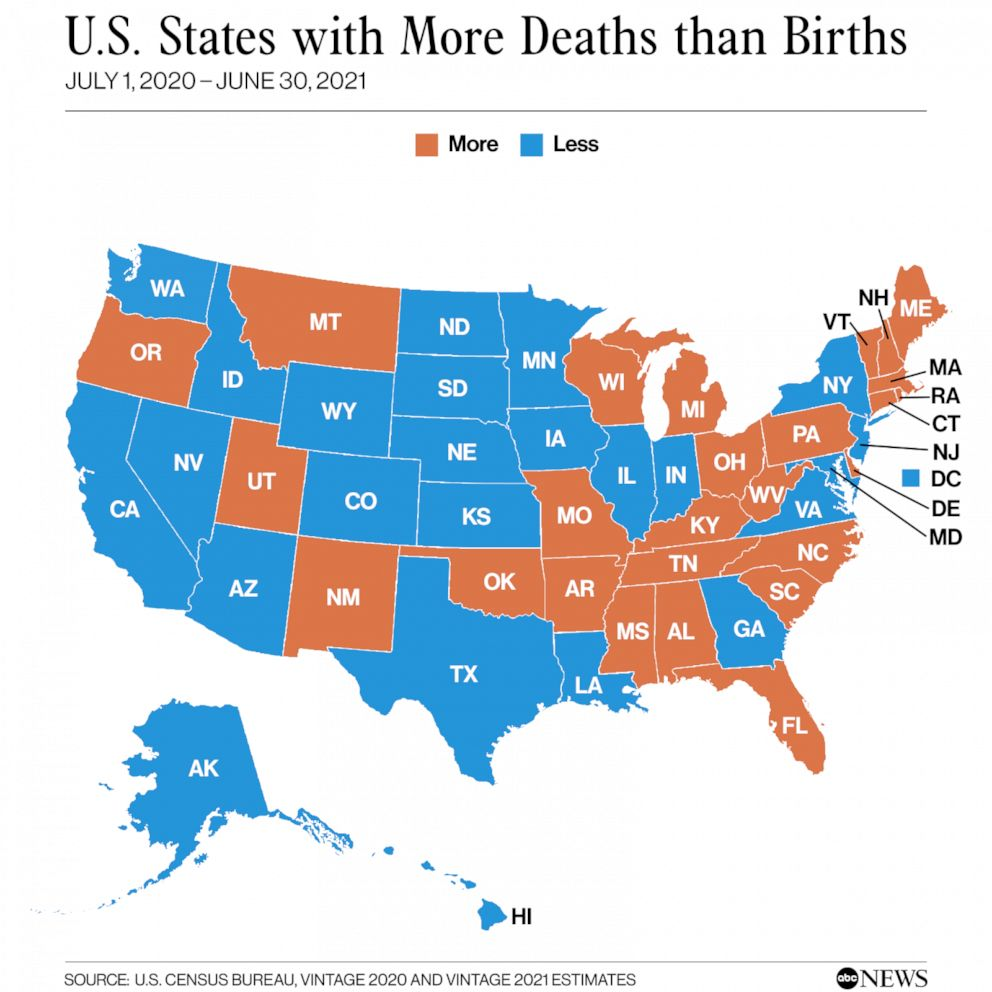 U.S. States with More Deaths than Births
JULY 1, 2020 – JUNE 30, 2021
More Less
WA
OR
MT
ID
WY
ND
SD
NE
KS
MN
IA
WI
MI
NY
VT
NH
ME
MA
RA
CT
NJ
DC
DE
MD
PA
OH
IN
IL
WV
VA
KY
MO
NV
UT
CO
CA
AZ
NM
OK
AR
TN
NC
SC
MS
AL
GA
TX
LA
FL
AK
HI
SOURCE: U.S. CENSUS BUREAU, VINTAGE 2020 AND VINTAGE 2021 ESTIMATES
abc NEWS